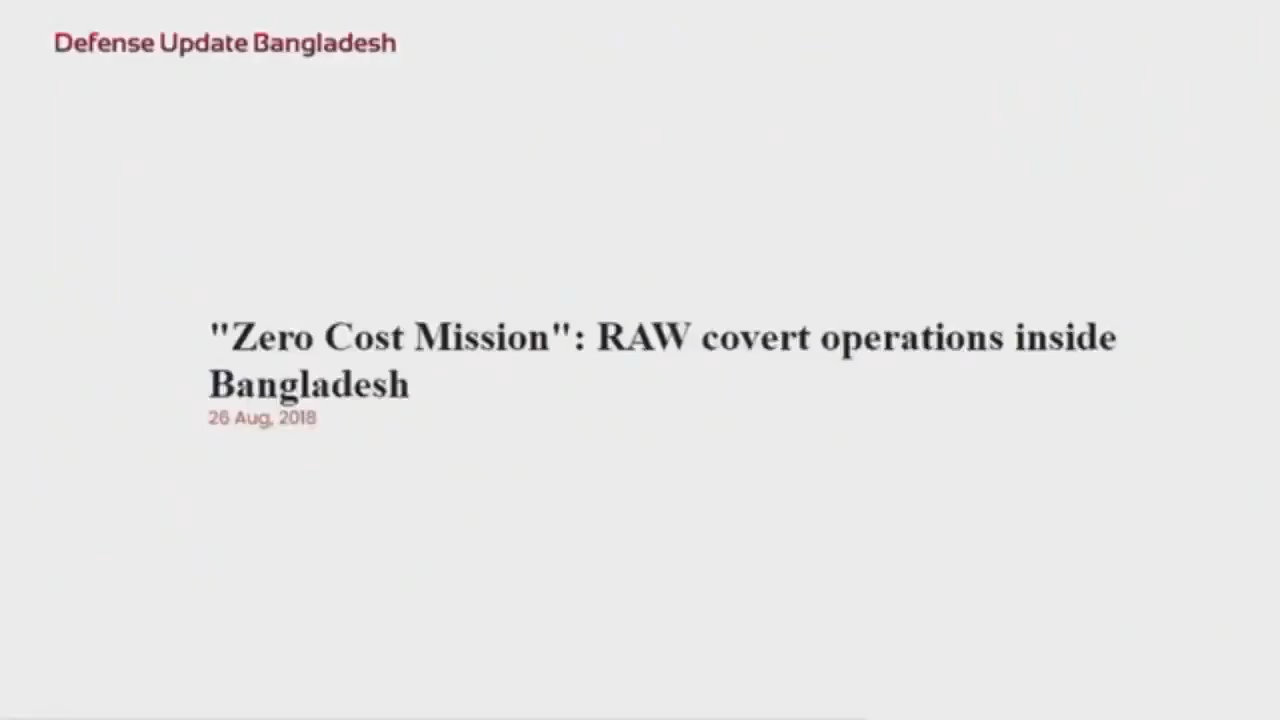 Defense Update Bangladesh
"Zero Cost Mission": RAW covert operations inside
Bangladesh
26 Aug, 2018